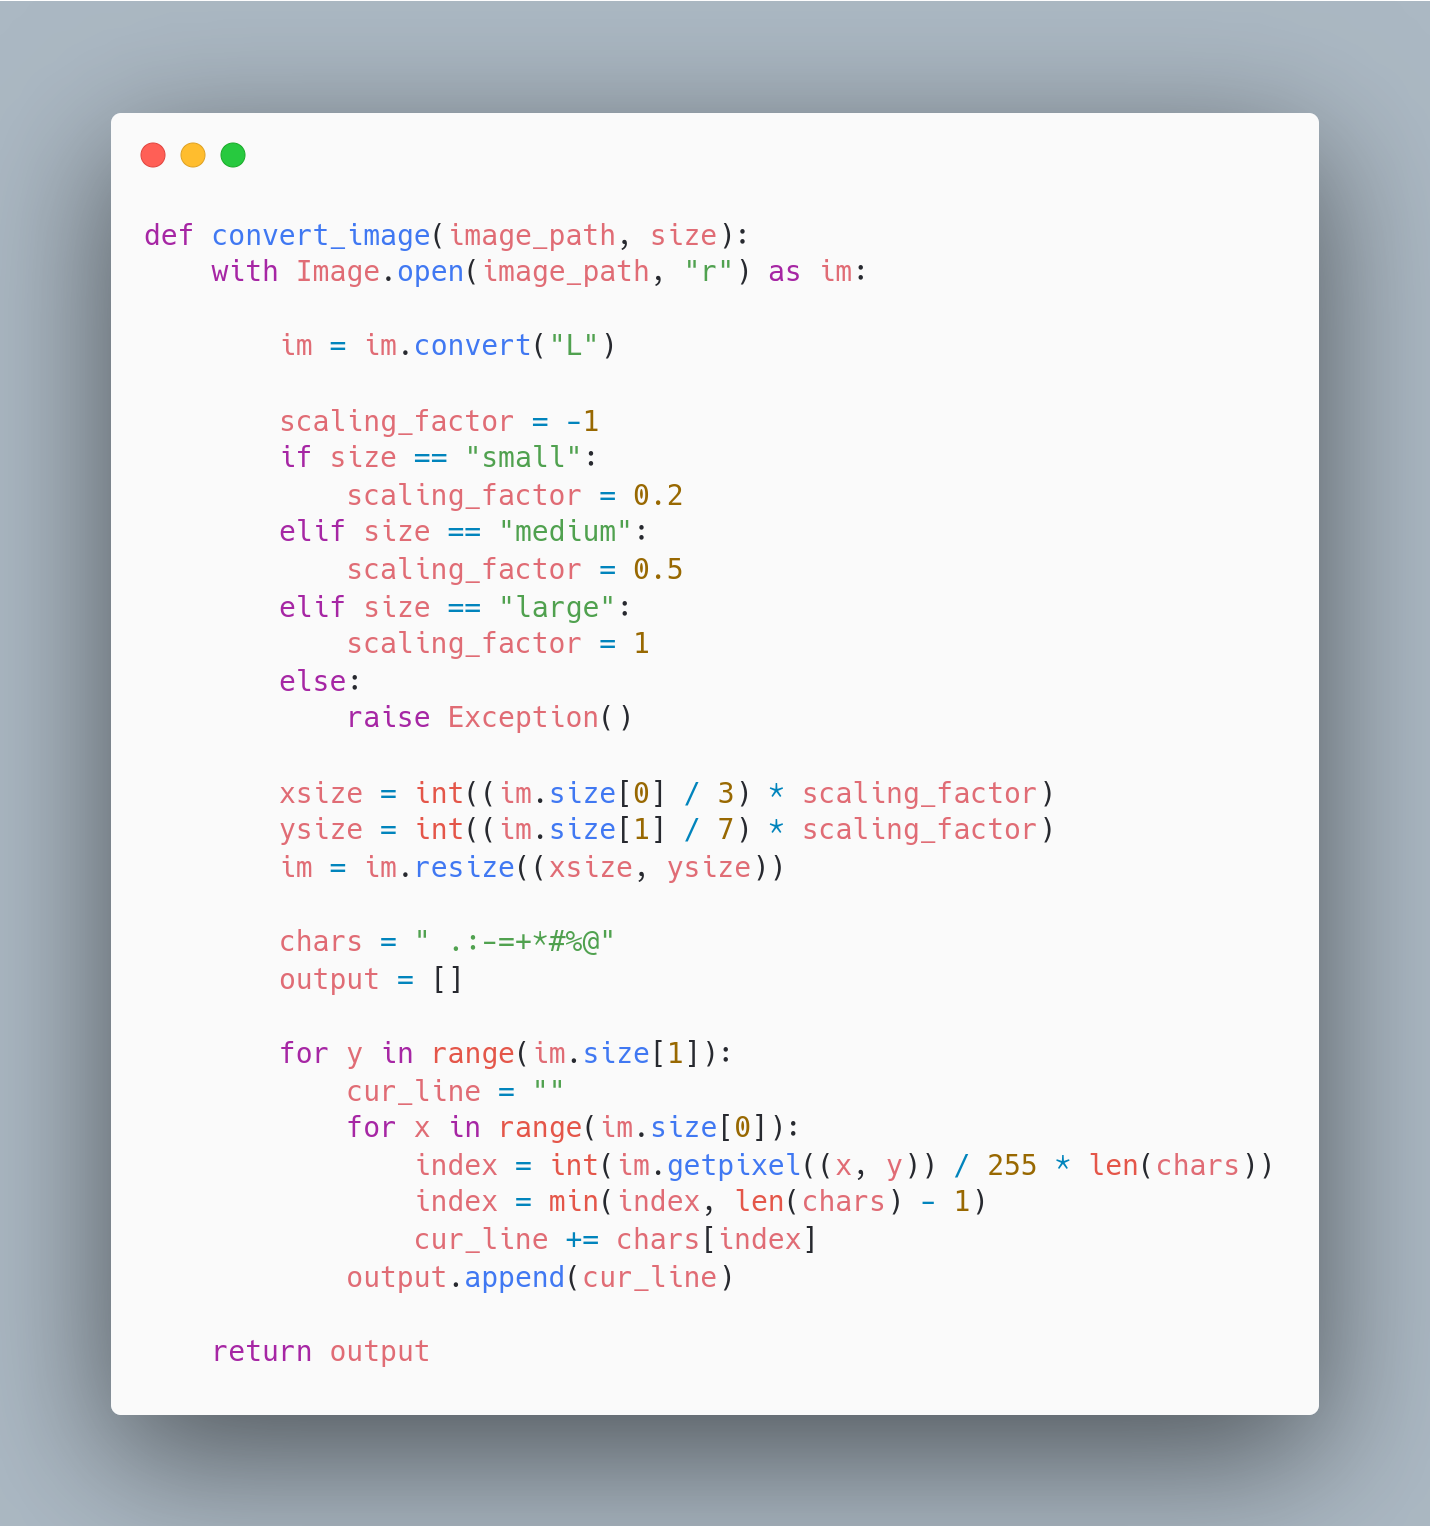 def convert_image(image_path, size):
    with Image.open(image_path, "r") as im:

        im = im.convert("L")

        scaling_factor = -1
        if size == "small":
            scaling_factor = 0.2
        elif size == "medium":
            scaling_factor = 0.5
        elif size == "large":
            scaling_factor = 1
        else:
            raise Exception()

        xsize = int((im.size[0] / 3) * scaling_factor)
        ysize = int((im.size[1] / 7) * scaling_factor)
        im = im.resize((xsize, ysize))

        chars = " .:-=+*#%@"
        output = []

        for y in range(im.size[1]):
            cur_line = ""
            for x in range(im.size[0]):
                index = int(im.getpixel((x, y)) / 255 * len(chars))
                index = min(index, len(chars) - 1)
                cur_line += chars[index]
            output.append(cur_line)

    return output